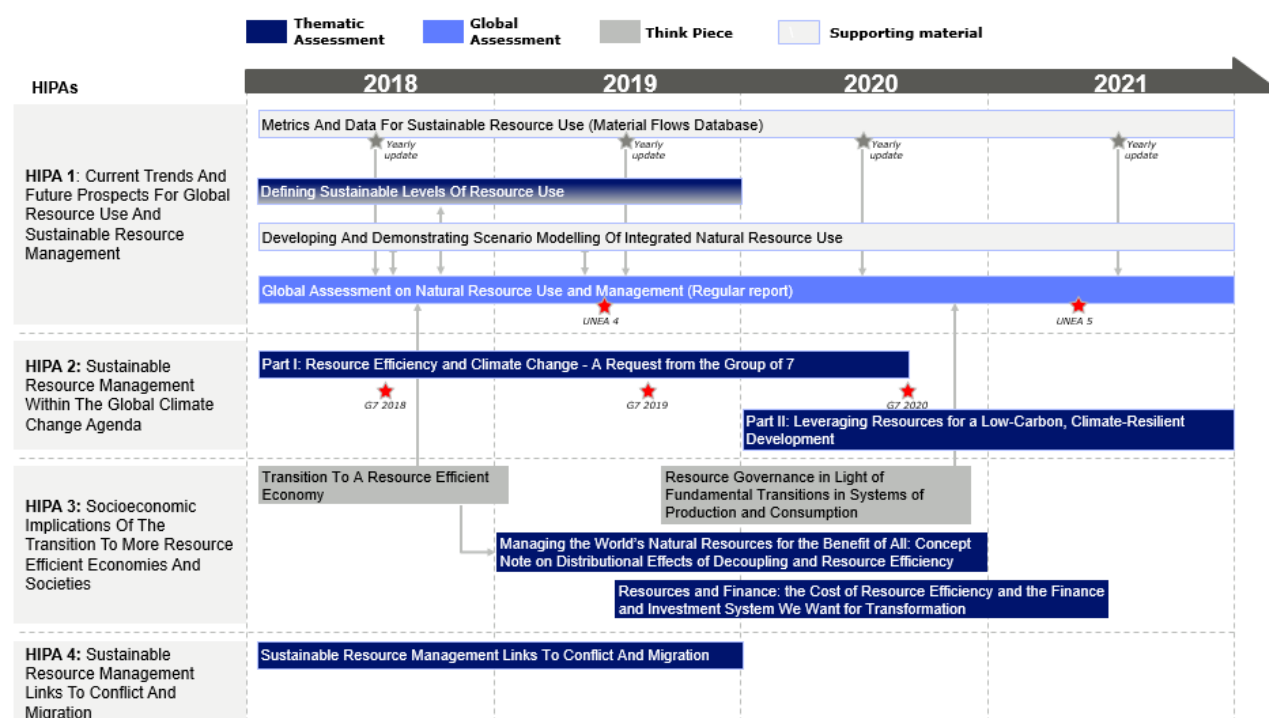 Thematic
Assessment
Global
Assessment
Think Piece
Supporting material
HIPAs
2018
2019
2020
2021
HIPA 1: Current Trends And
Future Prospects For Global
Resource Use And
Sustainable Resource
Management
Metrics And Data For Sustainable Resource Use (Material Flows Database)
Yearly
update
Yearly
update
Yearly
update
Yearly
update
Defining Sustainable Levels Of Resource Use
Developing And Demonstrating Scenario Modelling Of Integrated Natural Resource Use
Global Assessment on Natural Resource Use and Management (Regular report)
UNEA 4
UNEA 5
HIPA 2: Sustainable
Resource Management
Within The Global Climate
Change Agenda
Part I: Resource Efficiency and Climate Change - A Request from the Group of 7
G7 2018
G7 2019
G7 2020
Part II: Leveraging Resources for a Low-Carbon, Climate-Resilient
Development
HIPA 3: Socioeconomic
Implications Of The
Transition To More Resource
Efficient Economies And
Societies
Transition To A Resource Efficient
Economy
Resource Governance in Light of
Fundamental Transitions in Systems of
Production and Consumption
Managing the World's Natural Resources for the Benefit of All: Concept
Note on Distributional Effects of Decoupling and Resource Efficiency
Resources and Finance: the Cost of Resource Efficiency and the Finance
and Investment System We Want for Transformation
HIPA 4: Sustainable
Resource Management
Links To Conflict And
Migration
Sustainable Resource Management Links To Conflict And Migration